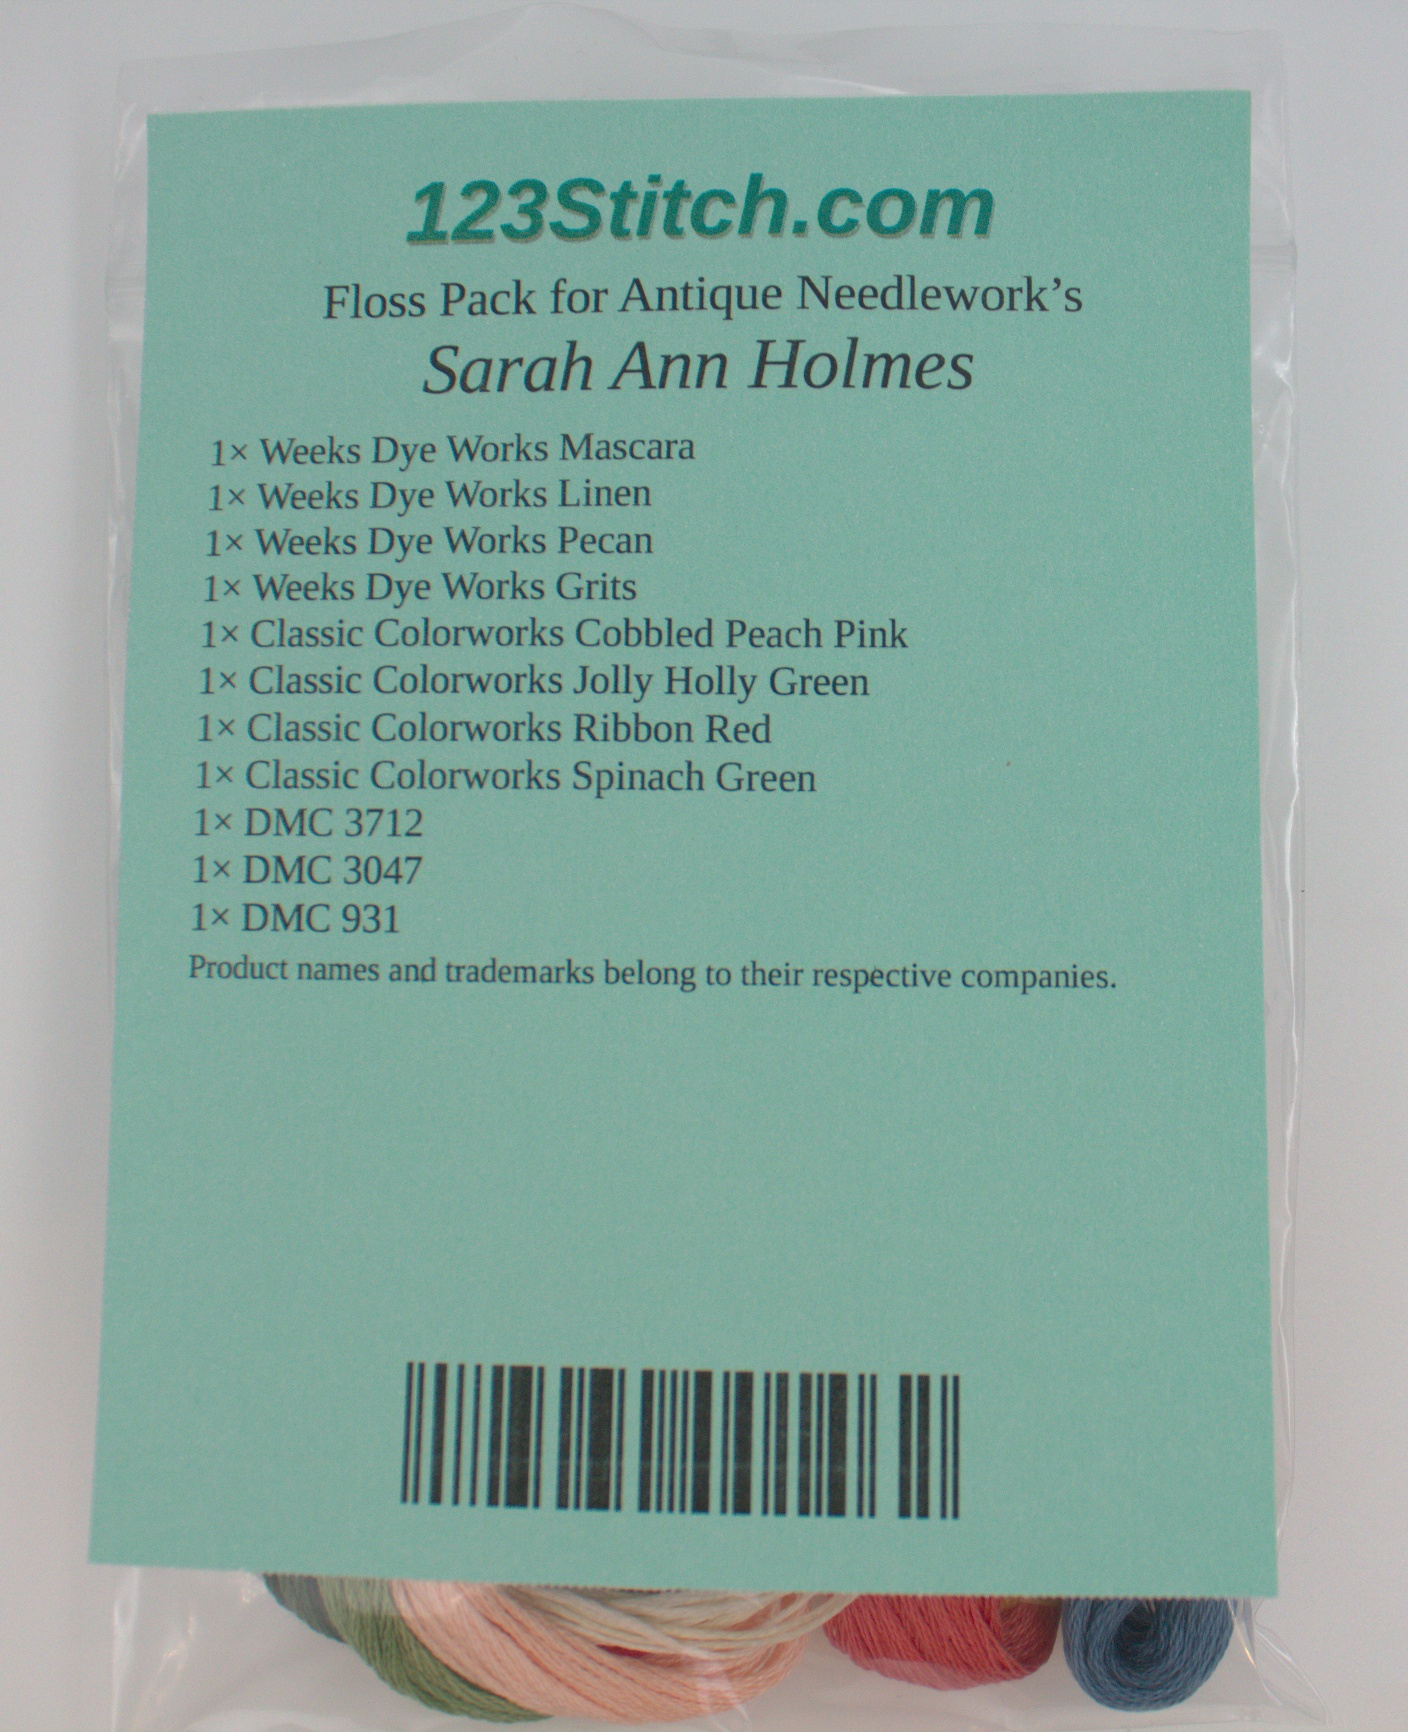 123Stitch.com
Floss Pack for Antique Needlework’s
Sarah Ann Holmes
1× Weeks Dye Works Mascara
1× Weeks Dye Works Linen
1× Weeks Dye Works Pecan
1× Weeks Dye Works Grits
1× Classic Colorworks Cobbled Peach Pink
1× Classic Colorworks Jolly Holly Green
1× Classic Colorworks Ribbon Red
1× Classic Colorworks Spinach Green
1× DMC 3712
1× DMC 3047
1× DMC 931
Product names and trademarks belong to their respective companies.